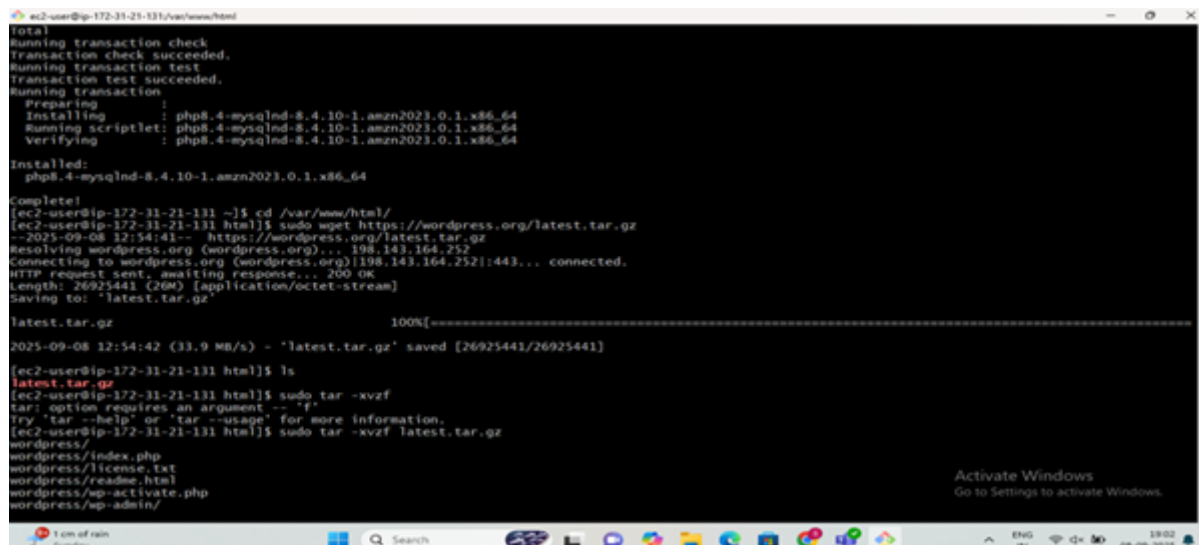 ec2-user@ip-172-31-21-131:/var/www/html
Total
Running transaction check
Transaction check succeeded.
Running transaction test
Transaction test succeeded.
Running transaction
Preparing :
Installing : php8.4-mysqlnd-8.4.10-1.amzn2023.0.1.x86_64
Running scriptlet: php8.4-mysqlnd-8.4.10-1.amzn2023.0.1.x86_64
Verifying : php8.4-mysqlnd-8.4.10-1.amzn2023.0.1.x86_64
Installed:
php8.4-mysqlnd-8.4.10-1.amzn2023.0.1.x86_64
Complete!
[ec2-user@ip-172-31-21-131 ~]$ cd /var/www/html/
[ec2-user@ip-172-31-21-131 html]$ sudo wget https://wordpress.org/latest.tar.gz
--2025-09-08 12:54:41-- https://wordpress.org/latest.tar.gz
Resolving wordpress.org (wordpress.org)... 198.143.164.252
Connecting to wordpress.org (wordpress.org)|198.143.164.252|:443... connected.
HTTP request sent, awaiting response... 200 OK
Length: 26925441 (26M) [application/octet-stream]
Saving to: 'latest.tar.gz'
latest.tar.gz 100%[==============================
2025-09-08 12:54:42 (33.9 MB/s) - 'latest.tar.gz' saved [26925441/26925441]
[ec2-user@ip-172-31-21-131 html]$ ls
latest.tar.gz
[ec2-user@ip-172-31-21-131 html]$ sudo tar -xvzf
tar: option requires an argument -- 'f'
Try 'tar --help' or 'tar --usage' for more information.
[ec2-user@ip-172-31-21-131 html]$ sudo tar -xvzf latest.tar.gz
wordpress/
wordpress/index.php
wordpress/license.txt
wordpress/readme.html
wordpress/wp-activate.php
wordpress/wp-admin/
Activate Windows
Go to Settings to activate Windows.
1 cm of rain
Sunday
Search
ENG
IN
19:02
08-09-2025